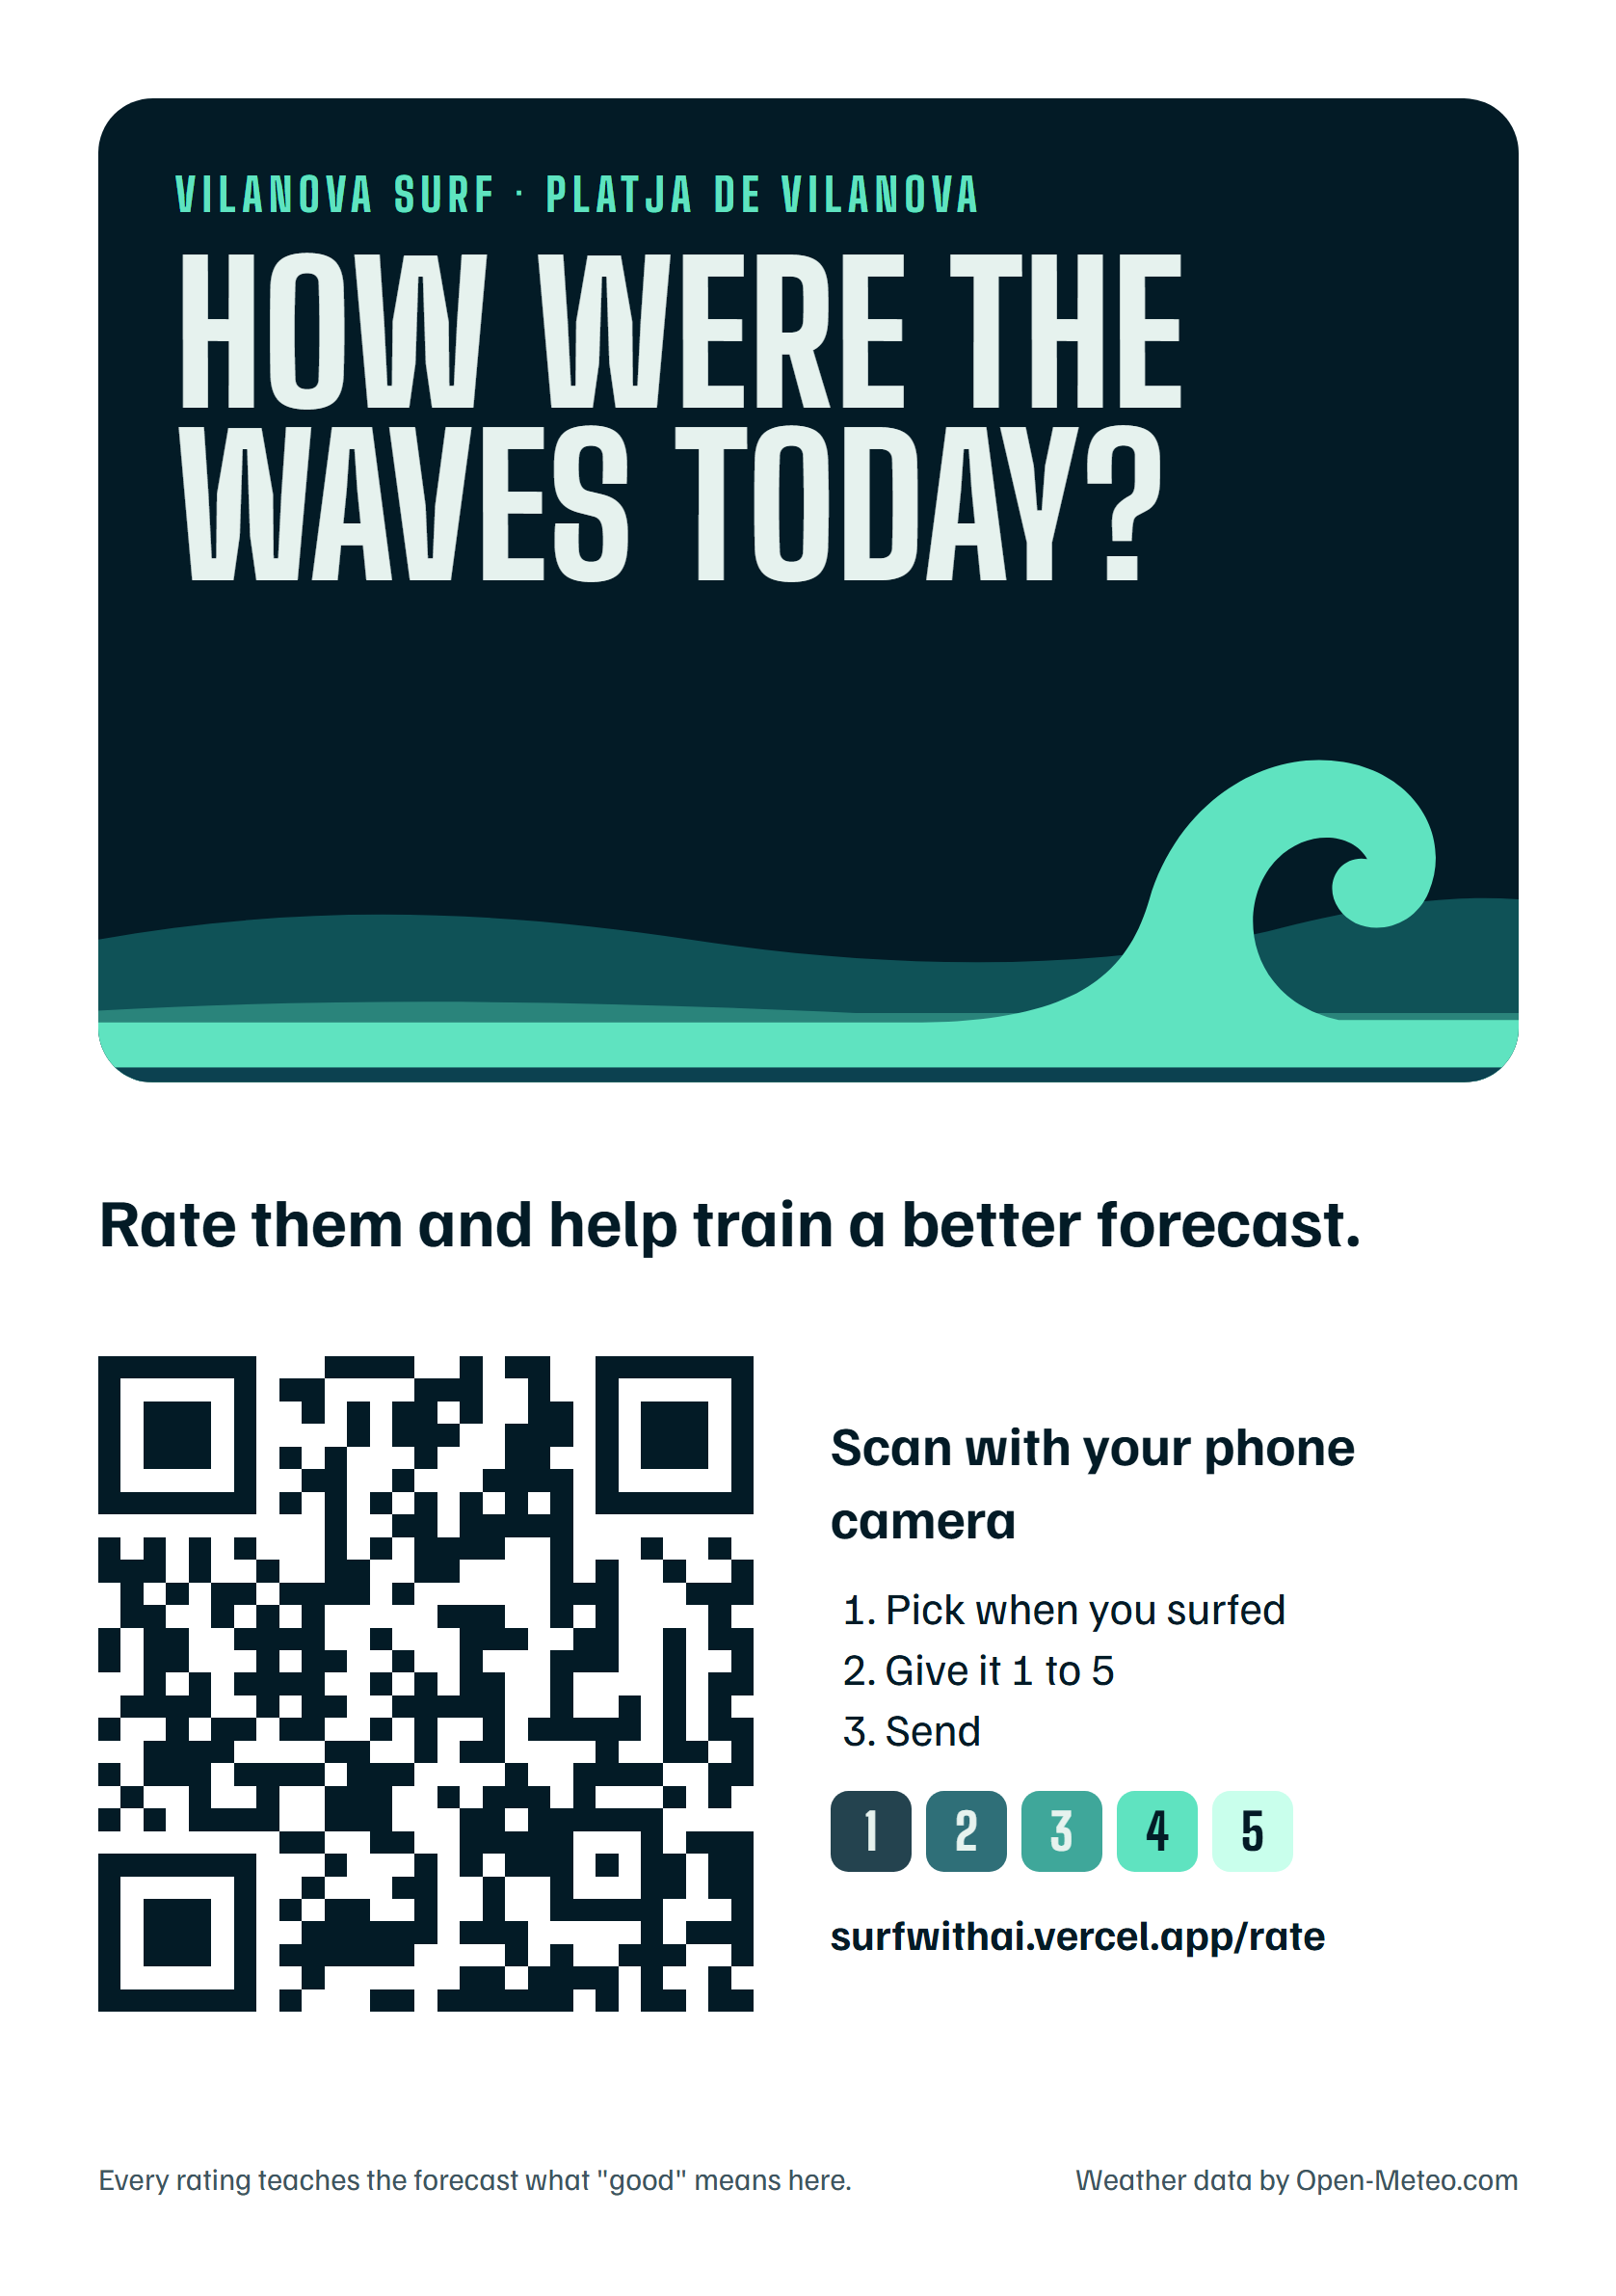 VILANOVA SURF · PLATJA DE VILANOVA
HOW WERE THE
WAVES TODAY?
Rate them and help train a better forecast.
Scan with your phone
camera
1. Pick when you surfed
2. Give it 1 to 5
3. Send
1 2 3 4 5
surfwithai.vercel.app/rate
Every rating teaches the forecast what "good" means here.
Weather data by Open-Meteo.com